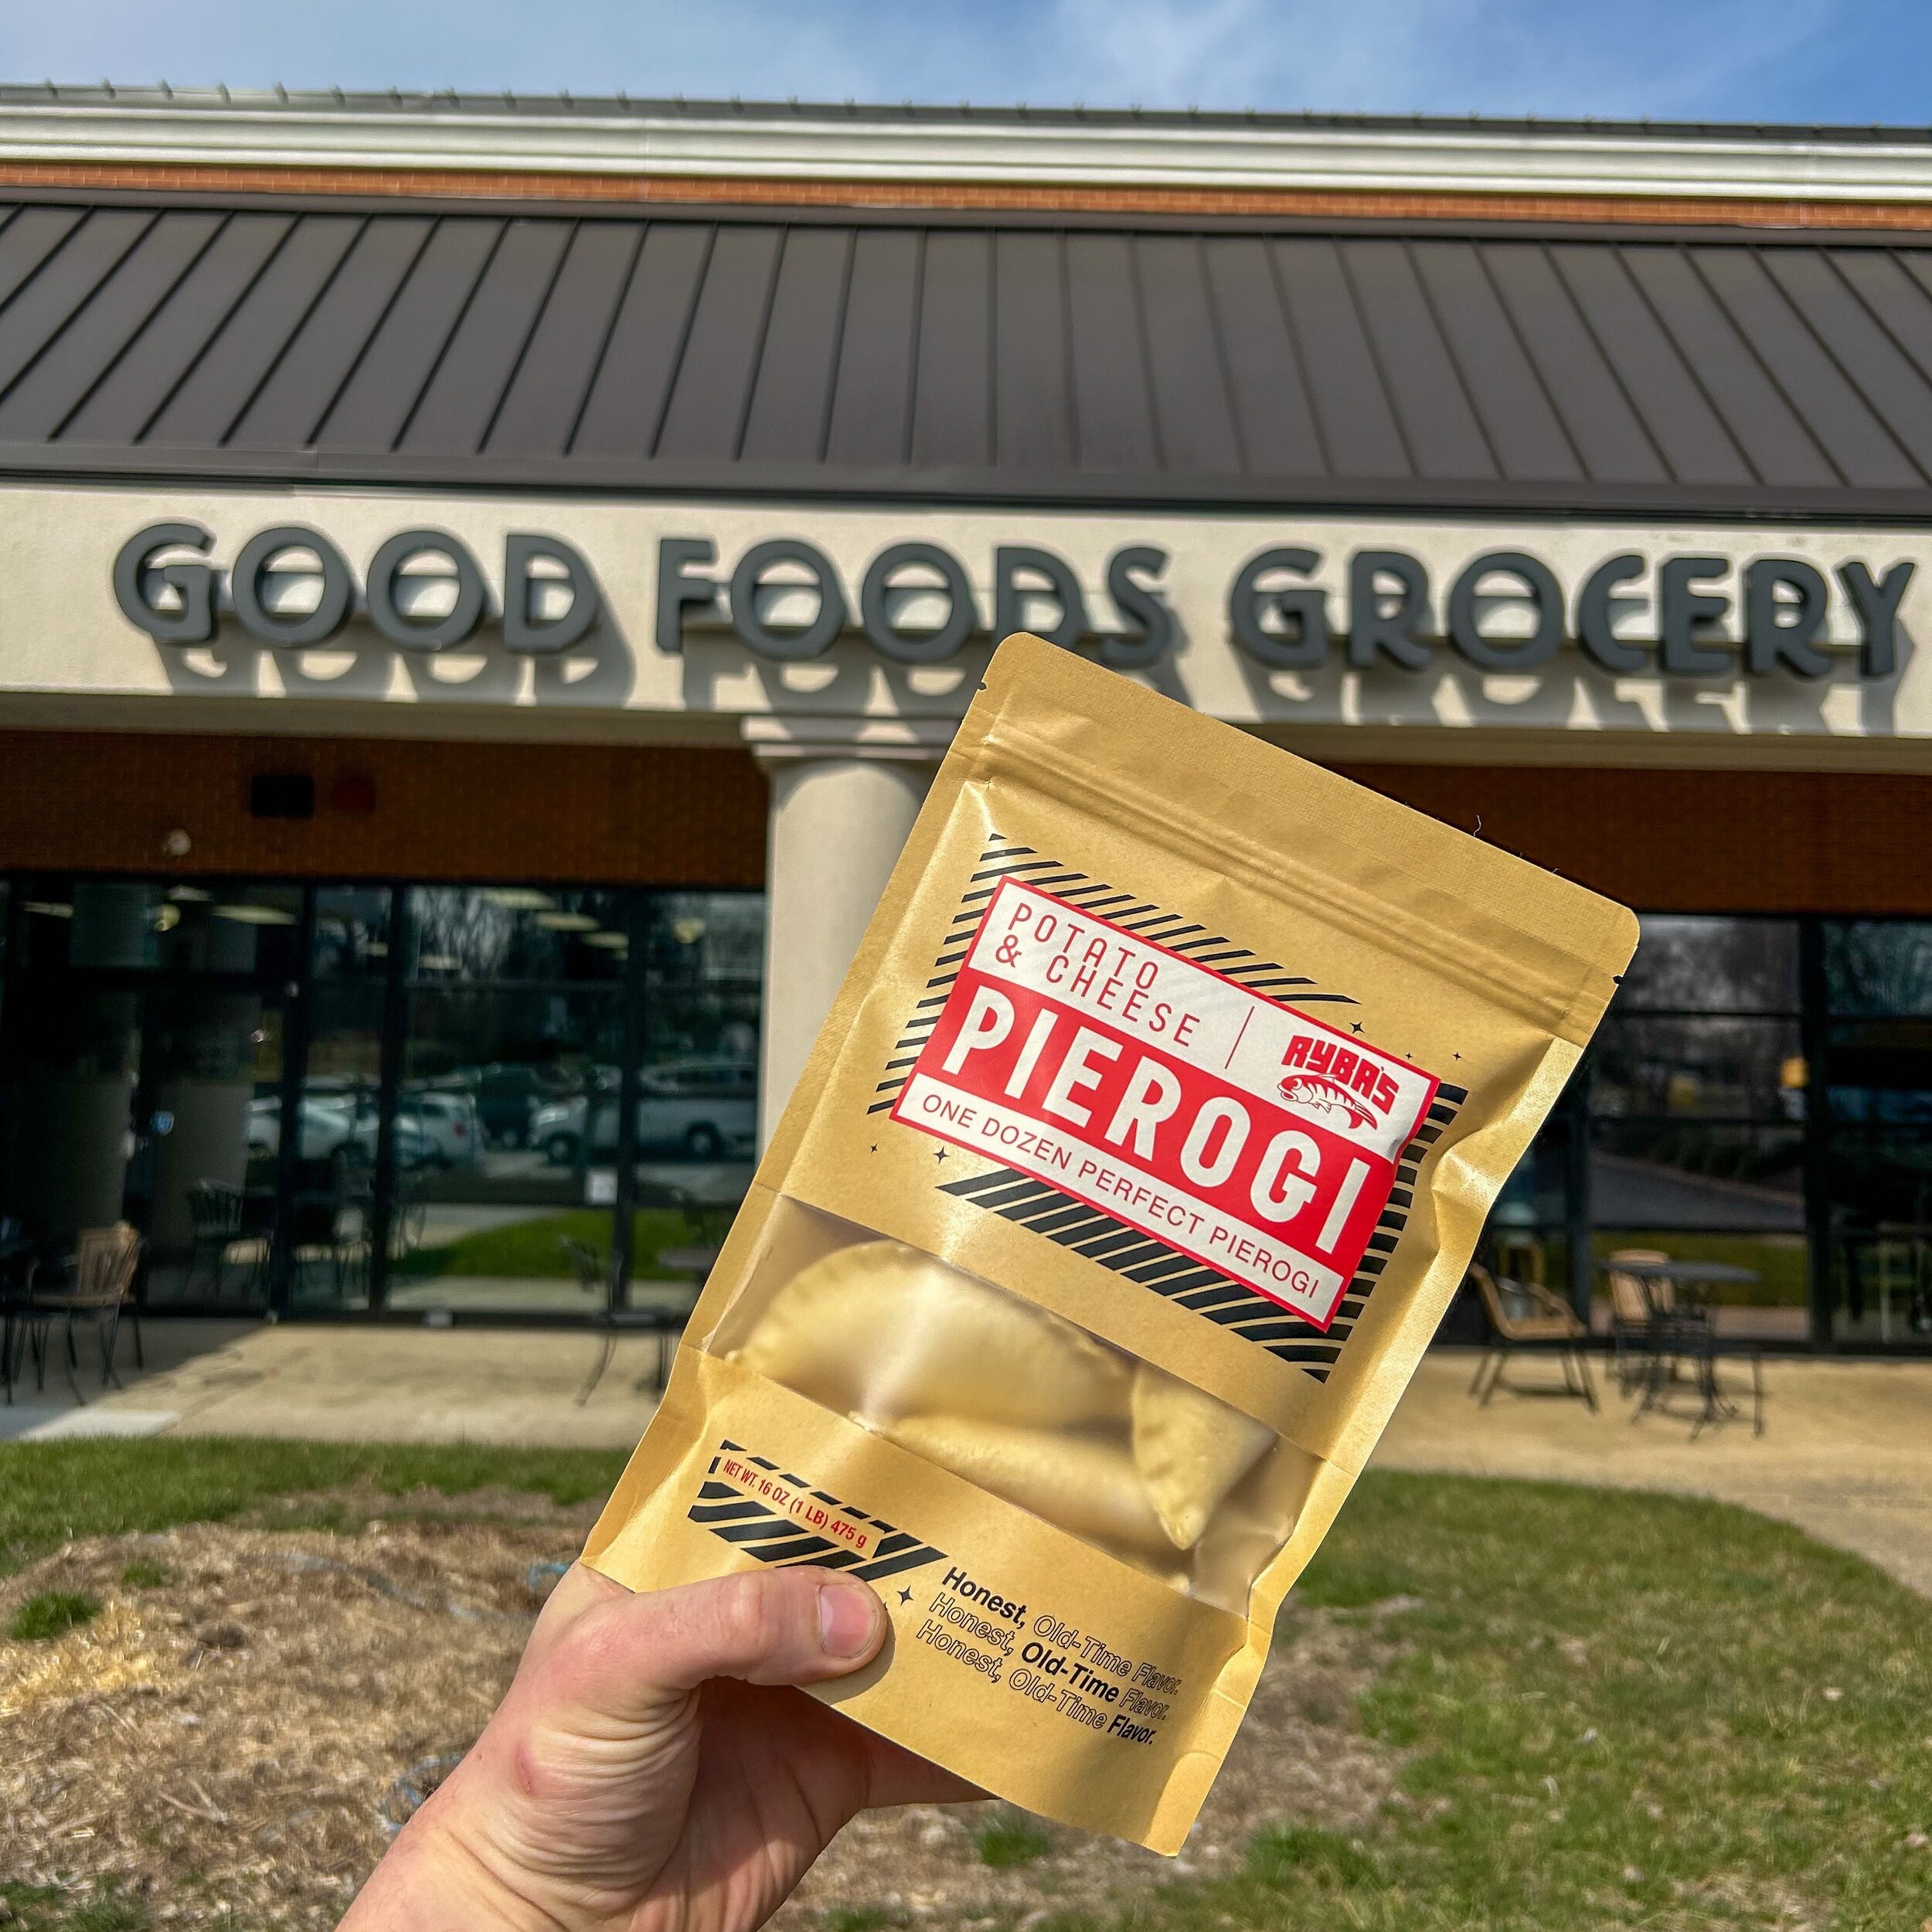 GOOD FOODS GROCERY
POTATO
& CHEESE
RYBA'S
PIEROGI
ONE DOZEN PERFECT PIEROGI
NET WT. 16 OZ (1 LB) 475 g
Honest, Old-Time Flavor.
Honest, Old-Time Flavor.
Honest, Old-Time Flavor.